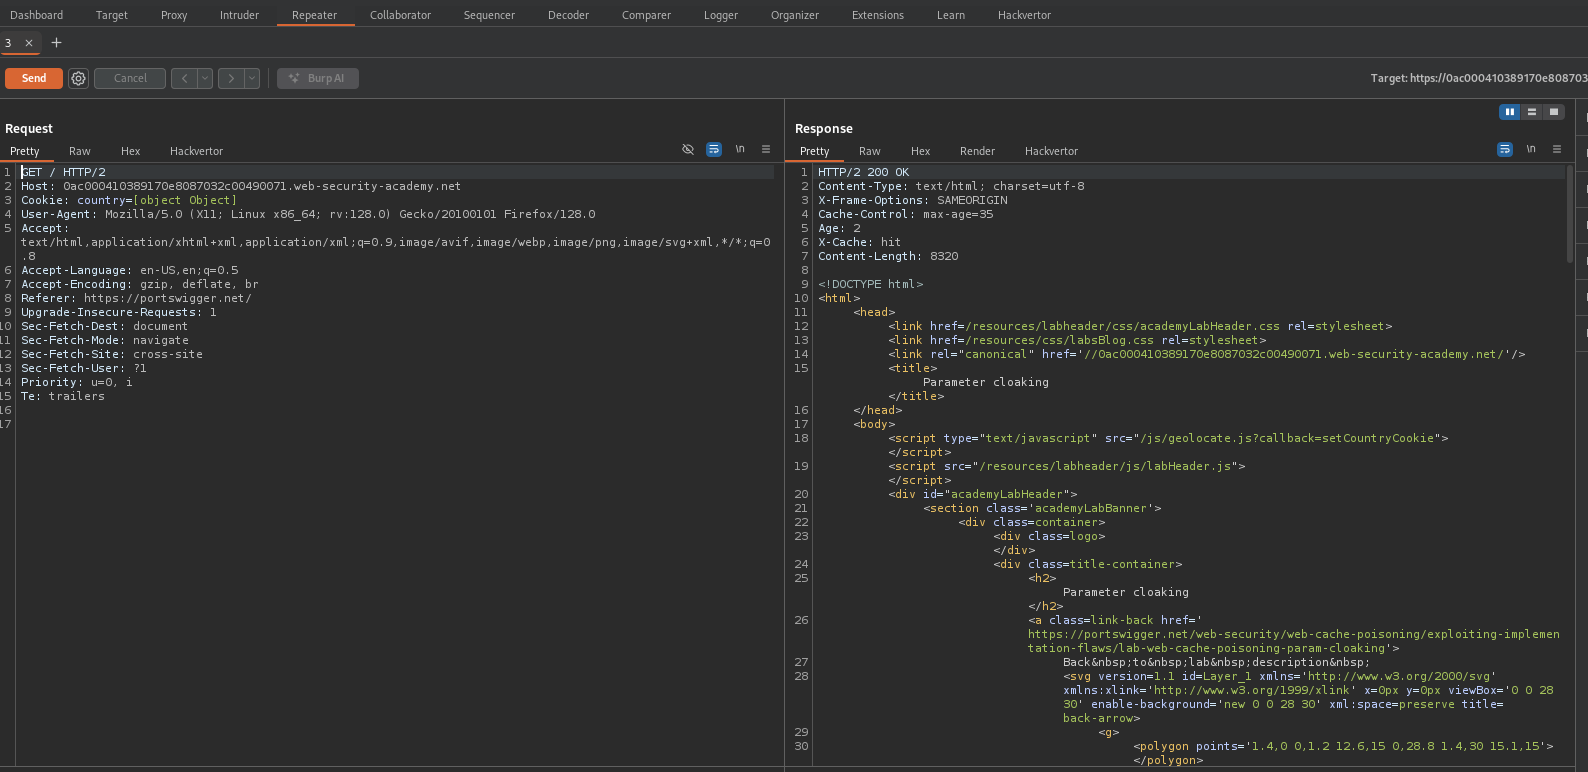 Dashboard Target Proxy Intruder Repeater Collaborator Sequencer Decoder Comparer Logger Organizer Extensions Learn Hackvertor
3 × +
Send Cancel < > Burp AI Target: https://0ac000410389170e808703
Request
Pretty Raw Hex Hackvertor \n
1 GET / HTTP/2
2 Host: 0ac000410389170e8087032c00490071.web-security-academy.net
3 Cookie: country=[object Object]
4 User-Agent: Mozilla/5.0 (X11; Linux x86_64; rv:128.0) Gecko/20100101 Firefox/128.0
5 Accept:
text/html,application/xhtml+xml,application/xml;q=0.9,image/avif,image/webp,image/png,image/svg+xml,*/*;q=0
.8
6 Accept-Language: en-US,en;q=0.5
7 Accept-Encoding: gzip, deflate, br
8 Referer: https://portswigger.net/
9 Upgrade-Insecure-Requests: 1
10 Sec-Fetch-Dest: document
11 Sec-Fetch-Mode: navigate
12 Sec-Fetch-Site: cross-site
13 Sec-Fetch-User: ?1
14 Priority: u=0, i
15 Te: trailers
16
17
Response
Pretty Raw Hex Render Hackvertor \n
1 HTTP/2 200 OK
2 Content-Type: text/html; charset=utf-8
3 X-Frame-Options: SAMEORIGIN
4 Cache-Control: max-age=35
5 Age: 2
6 X-Cache: hit
7 Content-Length: 8320
8
9 <!DOCTYPE html>
10 <html>
11 <head>
12 <link href=/resources/labheader/css/academyLabHeader.css rel=stylesheet>
13 <link href=/resources/css/labsBlog.css rel=stylesheet>
14 <link rel="canonical" href='//0ac000410389170e8087032c00490071.web-security-academy.net/'/>
15 <title>
Parameter cloaking
</title>
16 </head>
17 <body>
18 <script type="text/javascript" src="/js/geolocate.js?callback=setCountryCookie">
</script>
19 <script src="/resources/labheader/js/labHeader.js">
</script>
20 <div id="academyLabHeader">
21 <section class='academyLabBanner'>
22 <div class=container>
23 <div class=logo>
</div>
24 <div class=title-container>
25 <h2>
Parameter cloaking
</h2>
26 <a class=link-back href='
https://portswigger.net/web-security/web-cache-poisoning/exploiting-implemen
tation-flaws/lab-web-cache-poisoning-param-cloaking'>
27 Back&nbsp;to&nbsp;lab&nbsp;description&nbsp;
28 <svg version=1.1 id=Layer_1 xmlns='http://www.w3.org/2000/svg'
xmlns:xlink='http://www.w3.org/1999/xlink' x=0px y=0px viewBox='0 0 28
30' enable-background='new 0 0 28 30' xml:space=preserve title=
back-arrow>
29 <g>
30 <polygon points='1.4,0 0,1.2 12.6,15 0,28.8 1.4,30 15.1,15'>
</polygon>